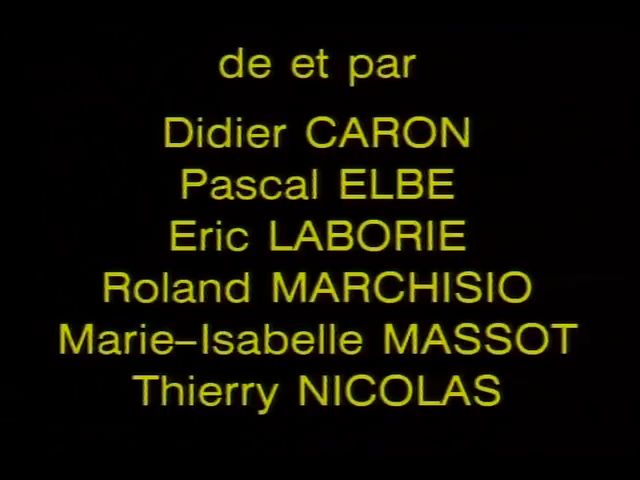 de et par
Didier CARON
Pascal ELBE
Eric LABORIE
Roland MARCHISIO
Marie-Isabelle MASSOT
Thierry NICOLAS